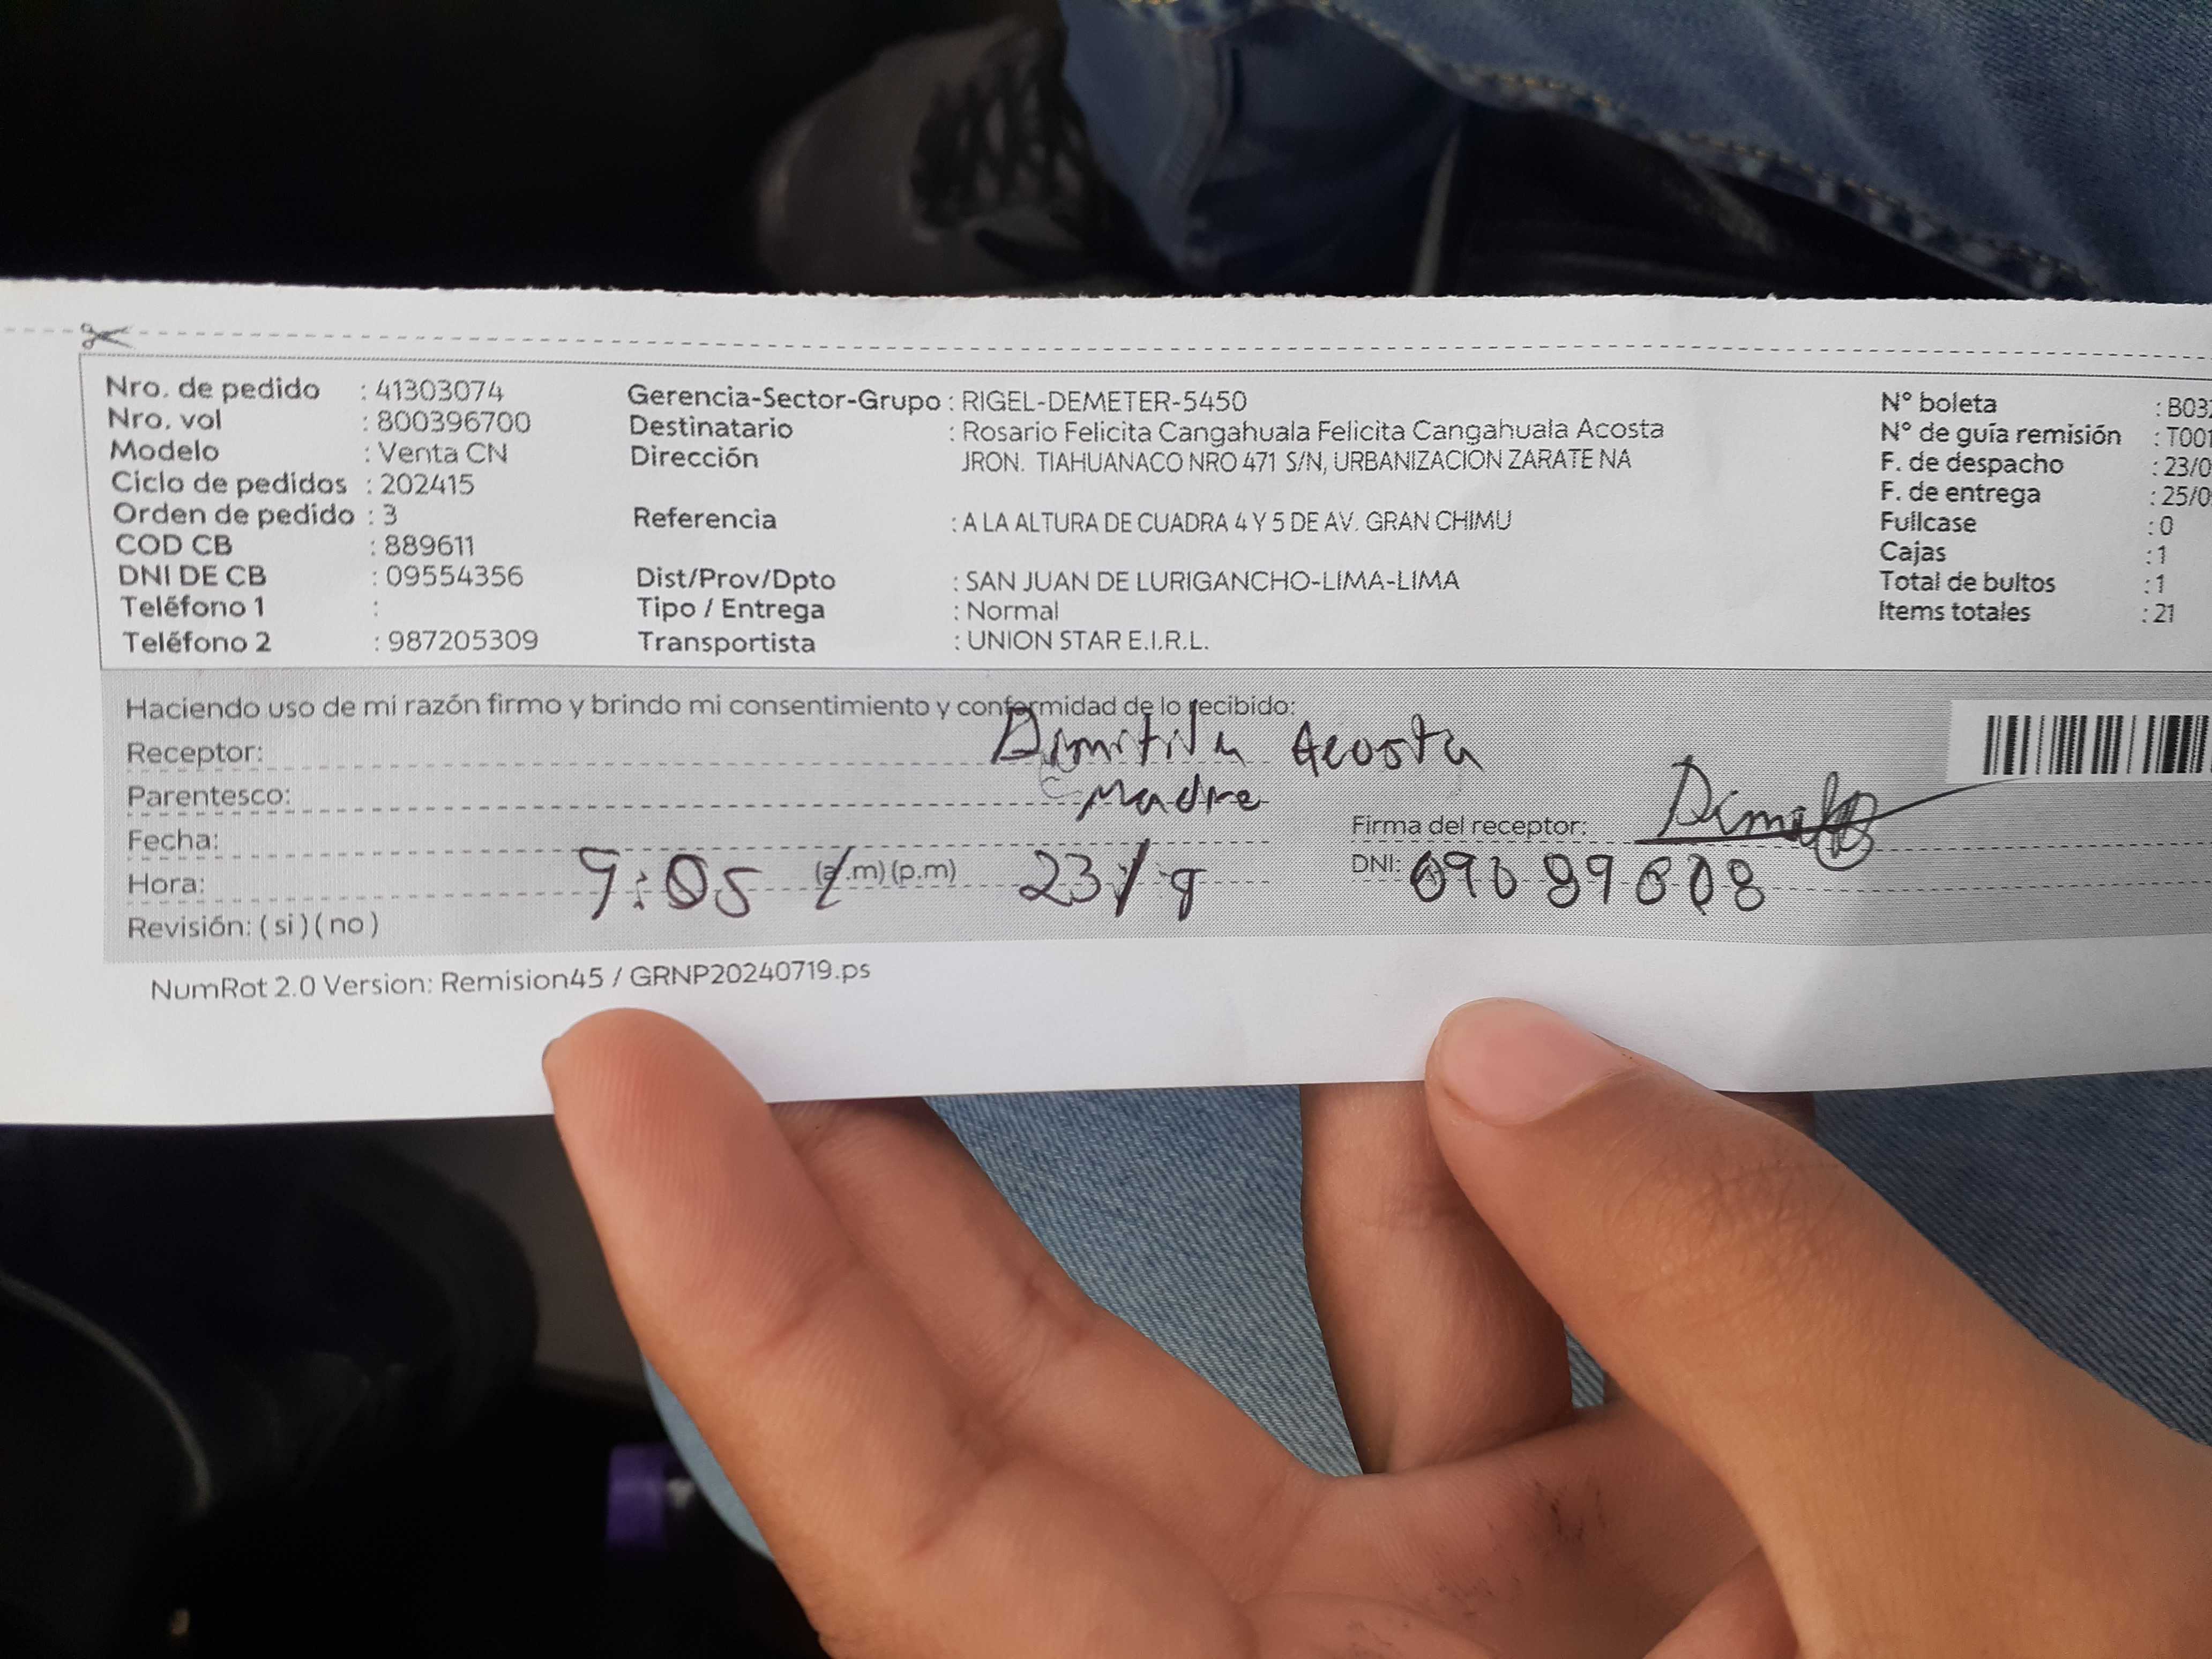 Nro. de pedido : 41303074
Nro. vol : 800396700
Modelo : Venta CN
Ciclo de pedidos : 202415
Orden de pedido : 3
COD CB : 889611
DNI DE CB : 09554356
Teléfono 1 :
Teléfono 2 : 987205309
Gerencia-Sector-Grupo : RIGEL-DEMETER-5450
Destinatario : Rosario Felicita Cangahuala Felicita Cangahuala Acosta
Dirección JRON. TIAHUANACO NRO 471 S/N, URBANIZACION ZARATE NA
Referencia : A LA ALTURA DE CUADRA 4 Y 5 DE AV. GRAN CHIMU
Dist/Prov/Dpto : SAN JUAN DE LURIGANCHO-LIMA-LIMA
Tipo / Entrega : Normal
Transportista : UNION STAR E.I.R.L.
N° boleta : B03
N° de guía remisión : T001
F. de despacho : 23/0
F. de entrega : 25/0
Fullcase : 0
Cajas : 1
Total de bultos : 1
Items totales : 21
Haciendo uso de mi razón firmo y brindo mi consentimiento y conformidad de lo recibido:
Receptor: Acosta
Parentesco: Madre
Fecha:
Hora: 9:05 (a.m) (p.m) 23/8
Revisión: ( si ) ( no )
Firma del receptor:
DNI:
NumRot 2.0 Version: Remision45 / GRNP20240719.ps